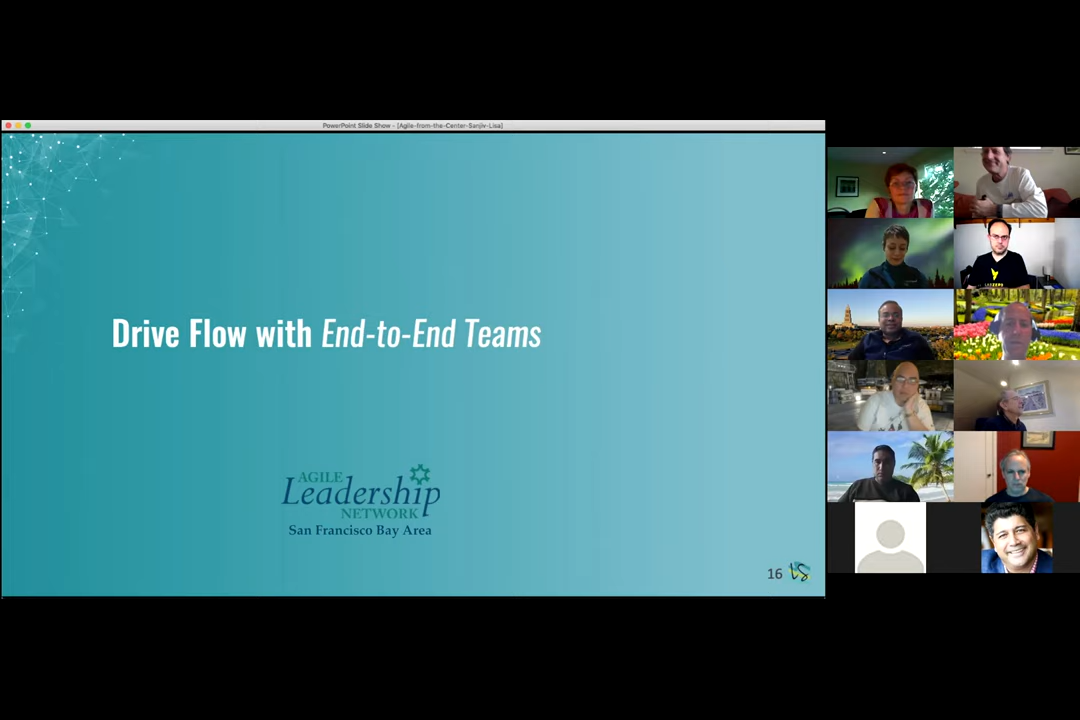 PowerPoint Slide Show - [Agile-from-the-Center-Sanjiv-Lisa]
Drive Flow with End-to-End Teams
AGILE
Leadership
NETWORK
San Francisco Bay Area
16